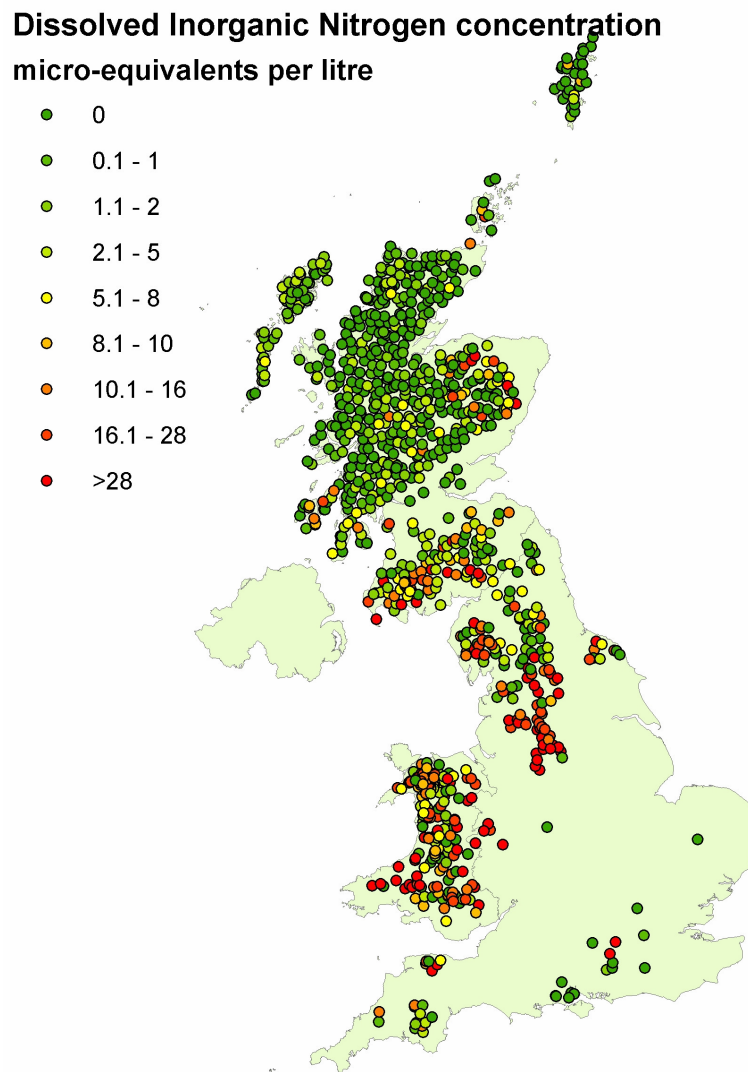 Dissolved Inorganic Nitrogen concentration
micro-equivalents per litre
0
0.1 - 1
1.1 - 2
2.1 - 5
5.1 - 8
8.1 - 10
10.1 - 16
16.1 - 28
>28